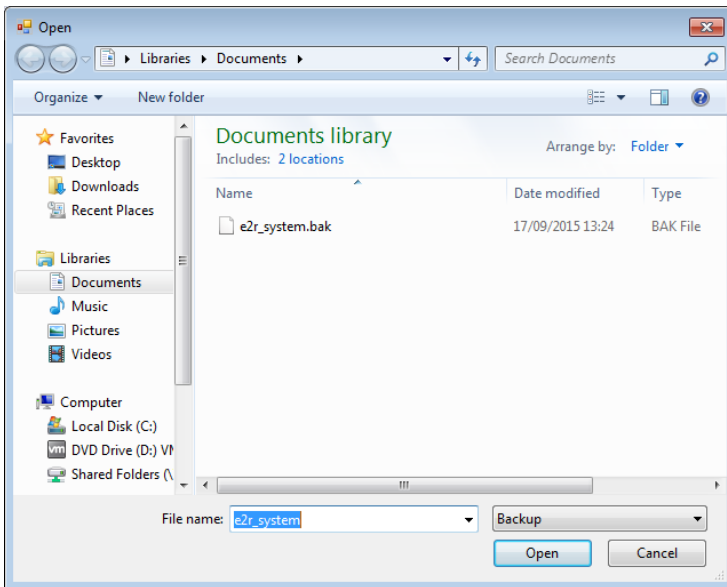 Open
Libraries Documents
Search Documents
Organize New folder
Favorites
Desktop
Downloads
Recent Places
Libraries
Documents
Music
Pictures
Videos
Computer
Local Disk (C:)
DVD Drive (D:) VM
Shared Folders (\
Documents library
Includes: 2 locations
Arrange by: Folder
Name Date modified Type
e2r_system.bak 17/09/2015 13:24 BAK File
File name: e2r_system Backup
Open Cancel